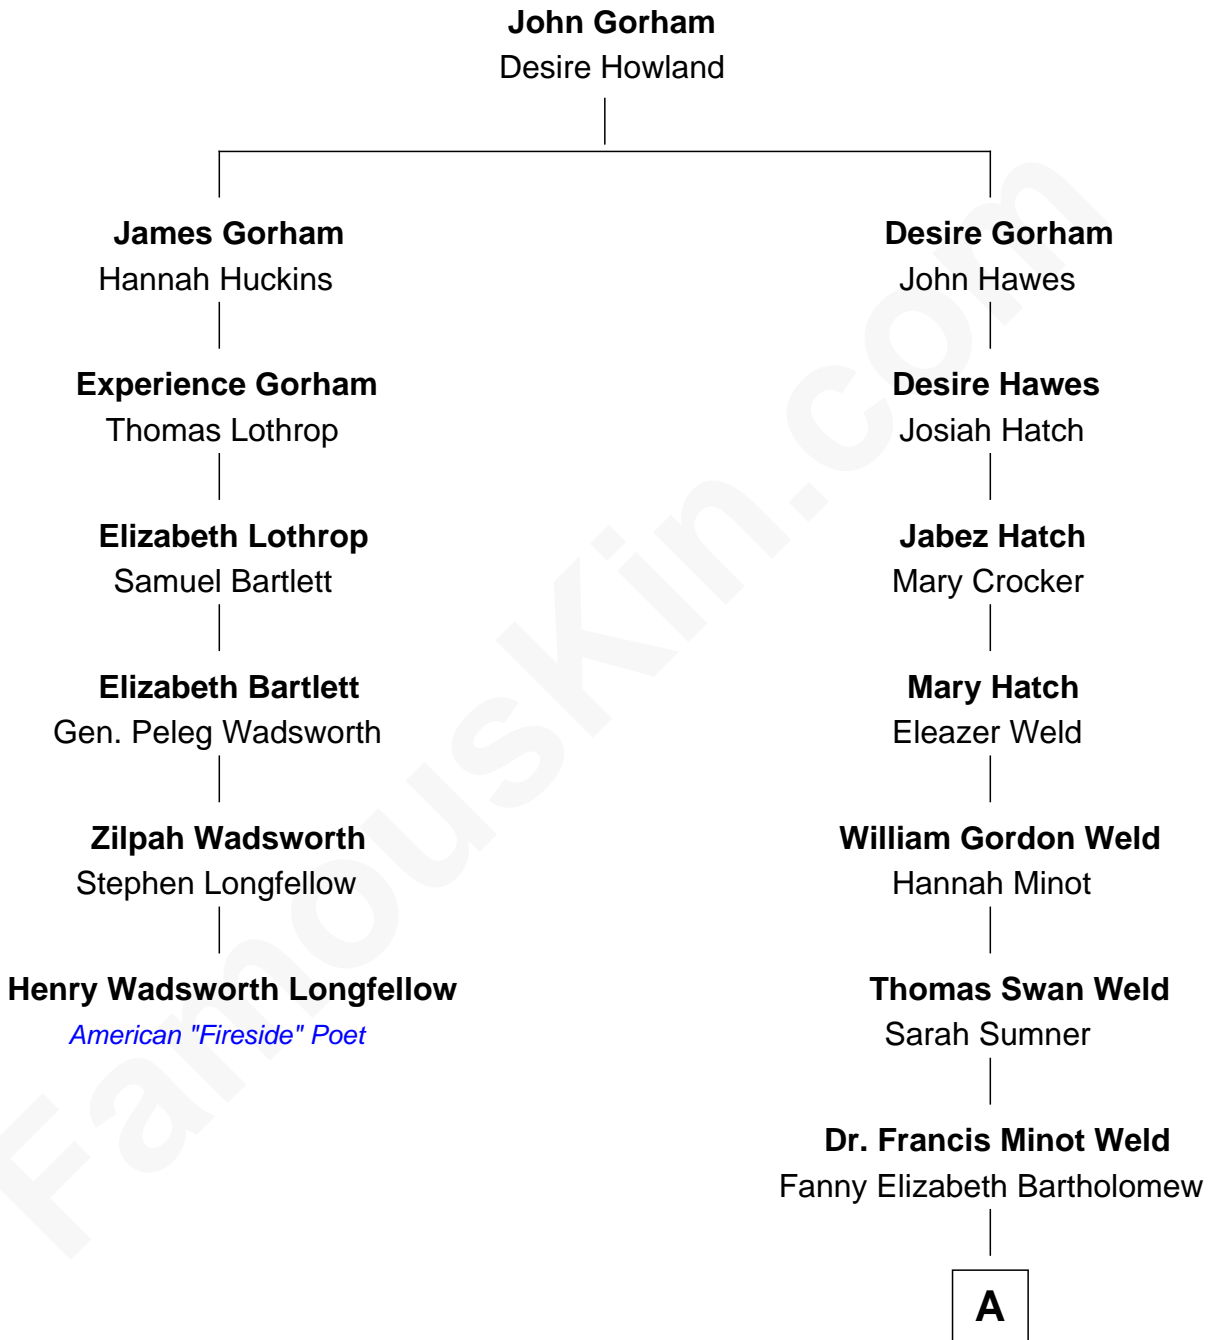 John Gorham
Desire Howland
James Gorham
Hannah Huckins
Experience Gorham
Thomas Lothrop
Elizabeth Lothrop
Samuel Bartlett
Elizabeth Bartlett
Gen. Peleg Wadsworth
Zilpah Wadsworth
Stephen Longfellow
Henry Wadsworth Longfellow
American "Fireside" Poet
Desire Gorham
John Hawes
Desire Hawes
Josiah Hatch
Jabez Hatch
Mary Crocker
Mary Hatch
Eleazer Weld
William Gordon Weld
Hannah Minot
Thomas Swan Weld
Sarah Sumner
Dr. Francis Minot Weld
Fanny Elizabeth Bartholomew
A
FamousKin.com